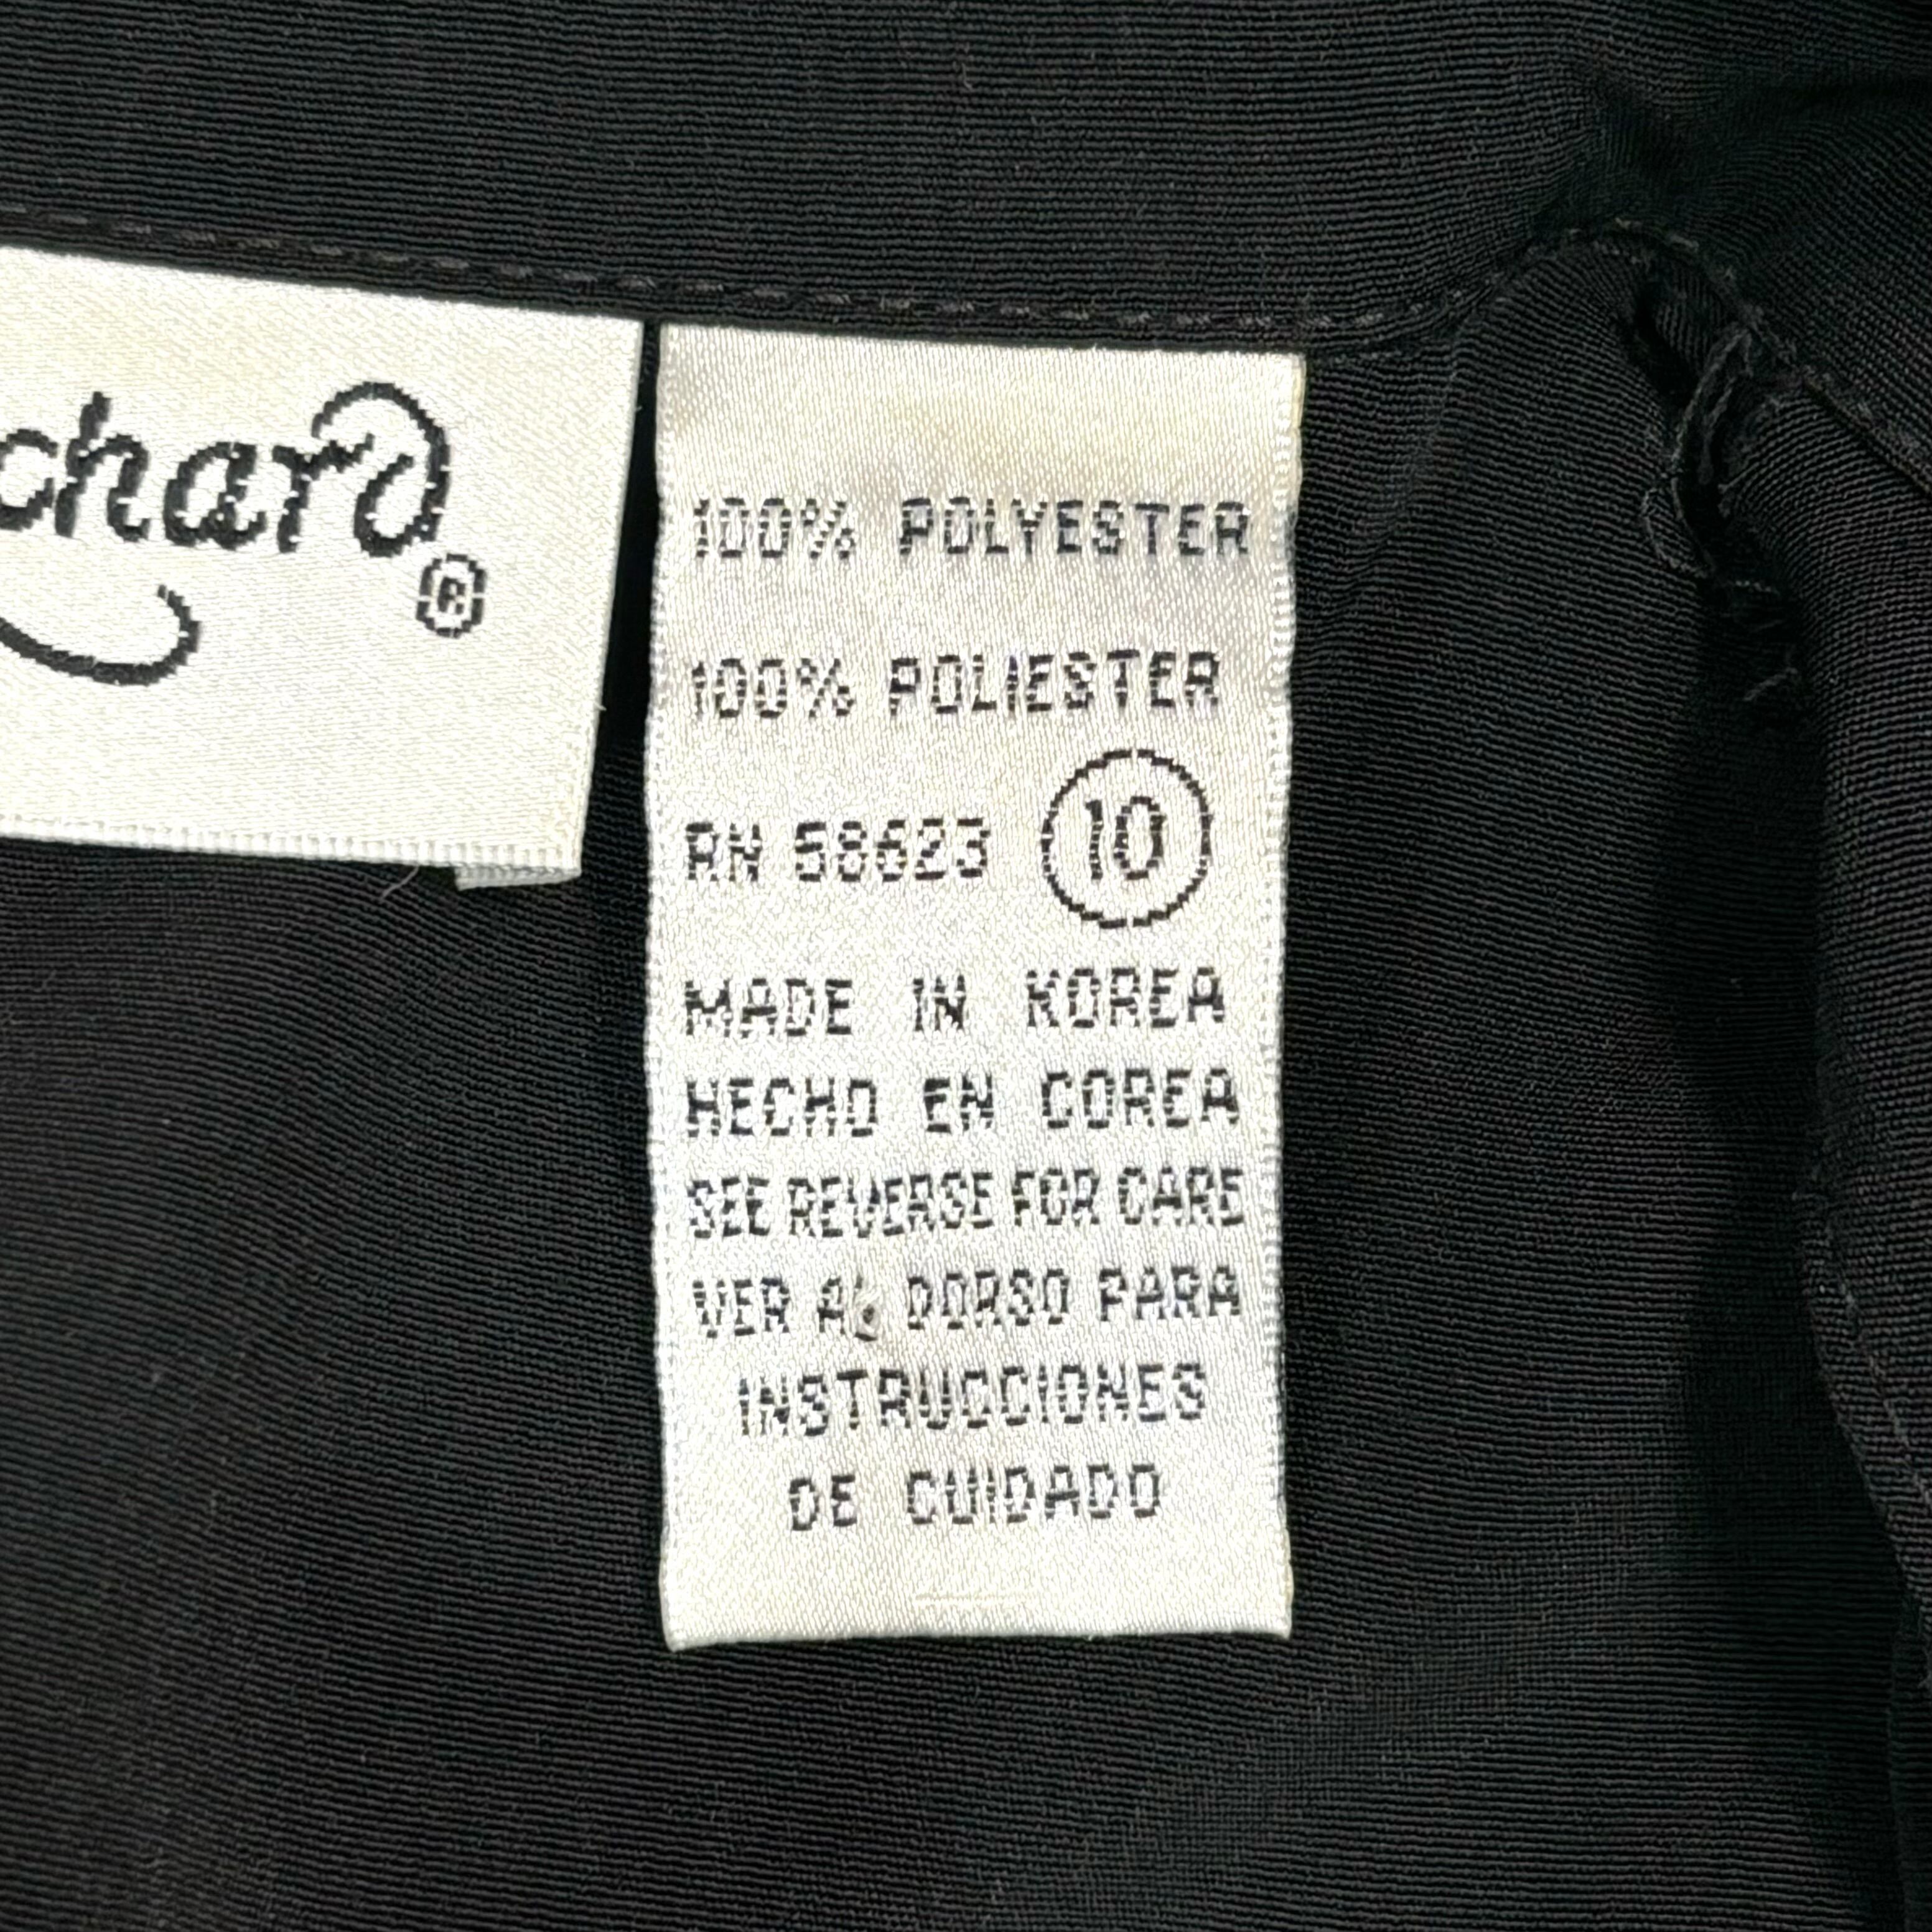 chard®
100% POLYESTER
100% POLIESTER
RN 58623 10
MADE IN KOREA
HECHO EN COREA
SEE REVERSE FOR CARE
VER AL DORSO PARA
INSTRUCCIONES
DE CUIDADO